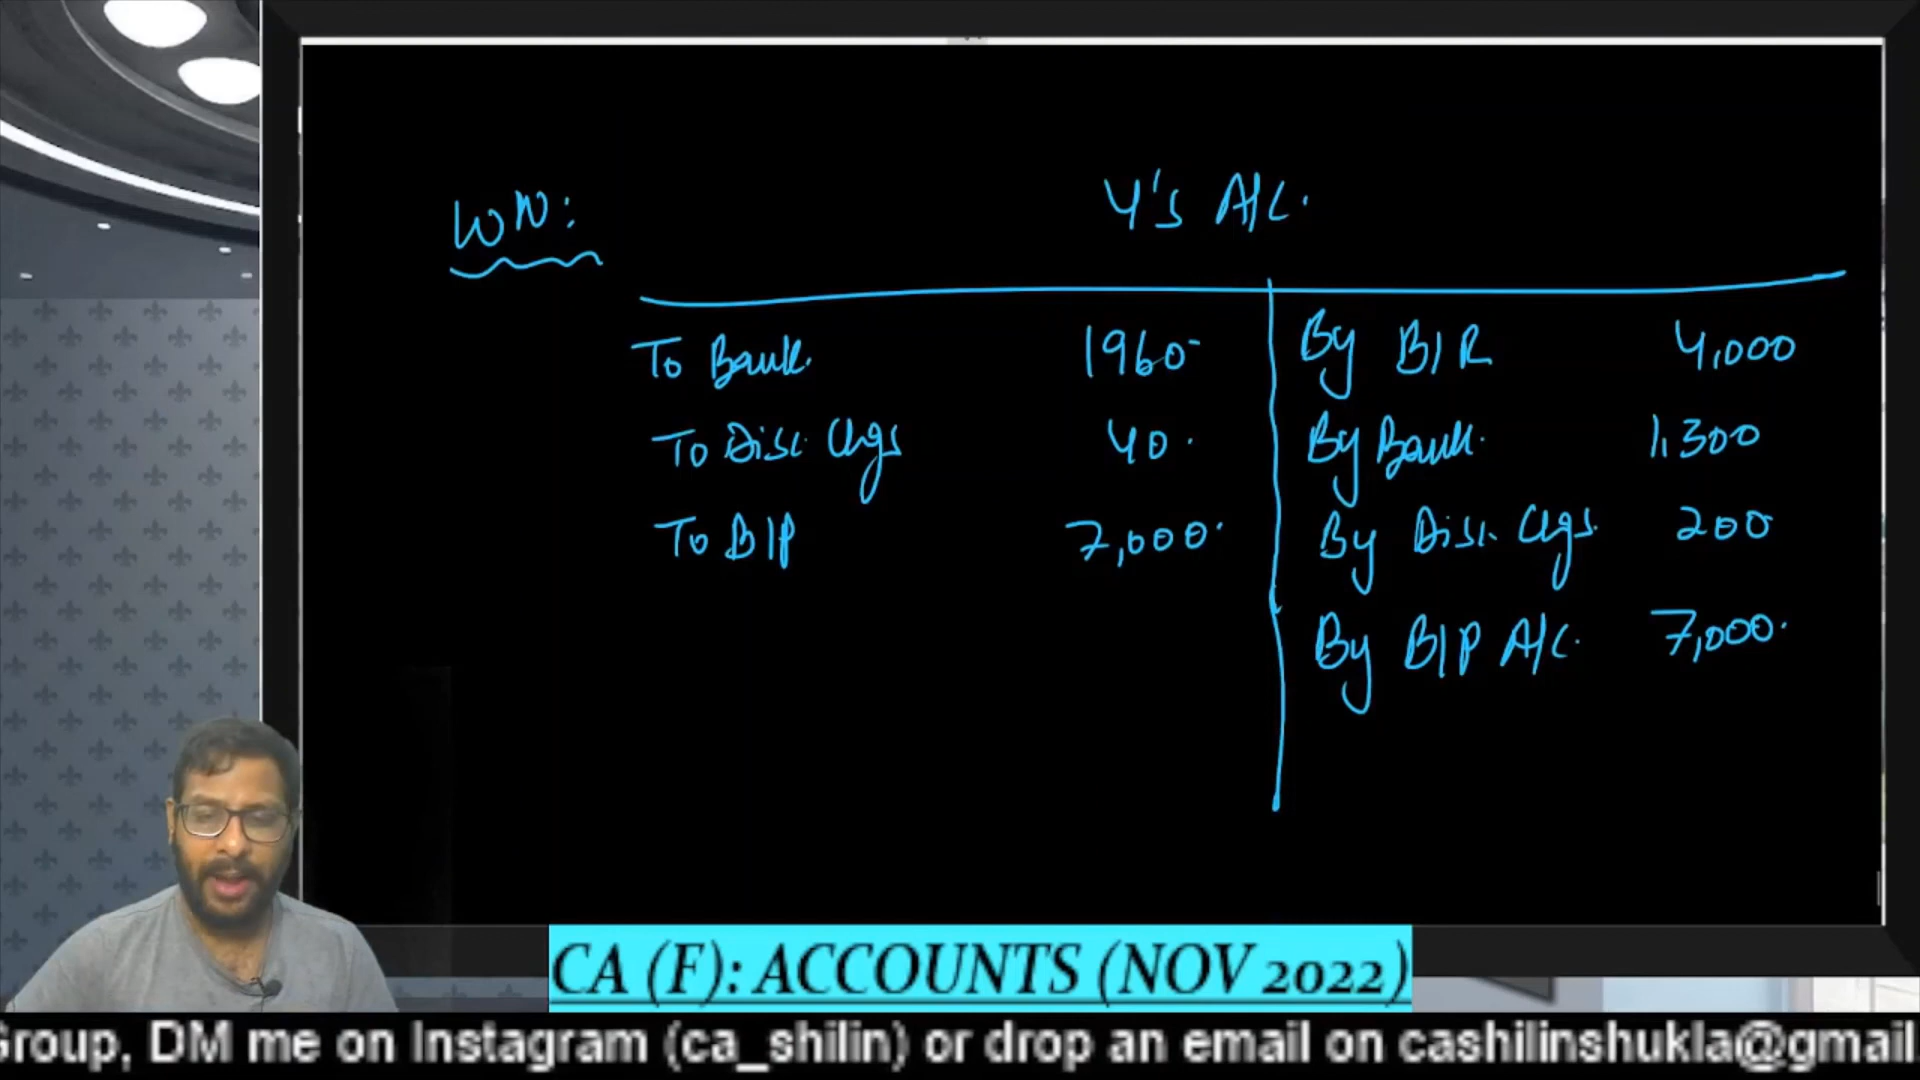 WN:
Y's A/c.
To Bank. 1960 By B/R 4,000
To Disc. Chgs 40. By Bank. 1,300
To B/P 7,000. By Disc. Chgs. 200
By B/P A/c. 7,000.
CA (F): ACCOUNTS (NOV 2022)
Group, DM me on Instagram (ca_shilin) or drop an email on cashilinshukla@gmail.